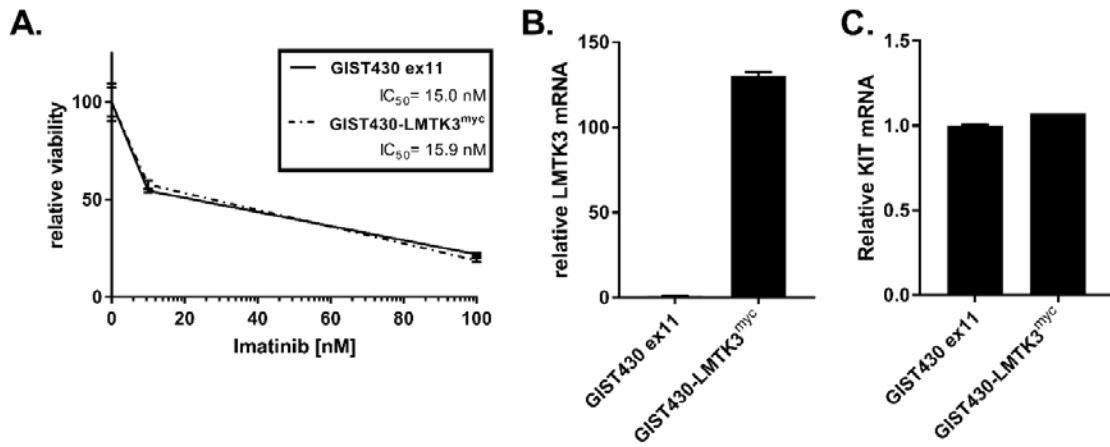 A.
relative viability
100
50
0
0
20
40
60
80
100
Imatinib [nM]
GIST430 ex11
IC50= 15.0 nM
GIST430-LMTK3myc
IC50= 15.9 nM
B.
relative LMTK3 mRNA
150
100
50
0
GIST430 ex11
GIST430-LMTK3myc
C.
Relative KIT mRNA
1.5
1.0
0.5
0.0
GIST430 ex11
GIST430-LMTK3myc